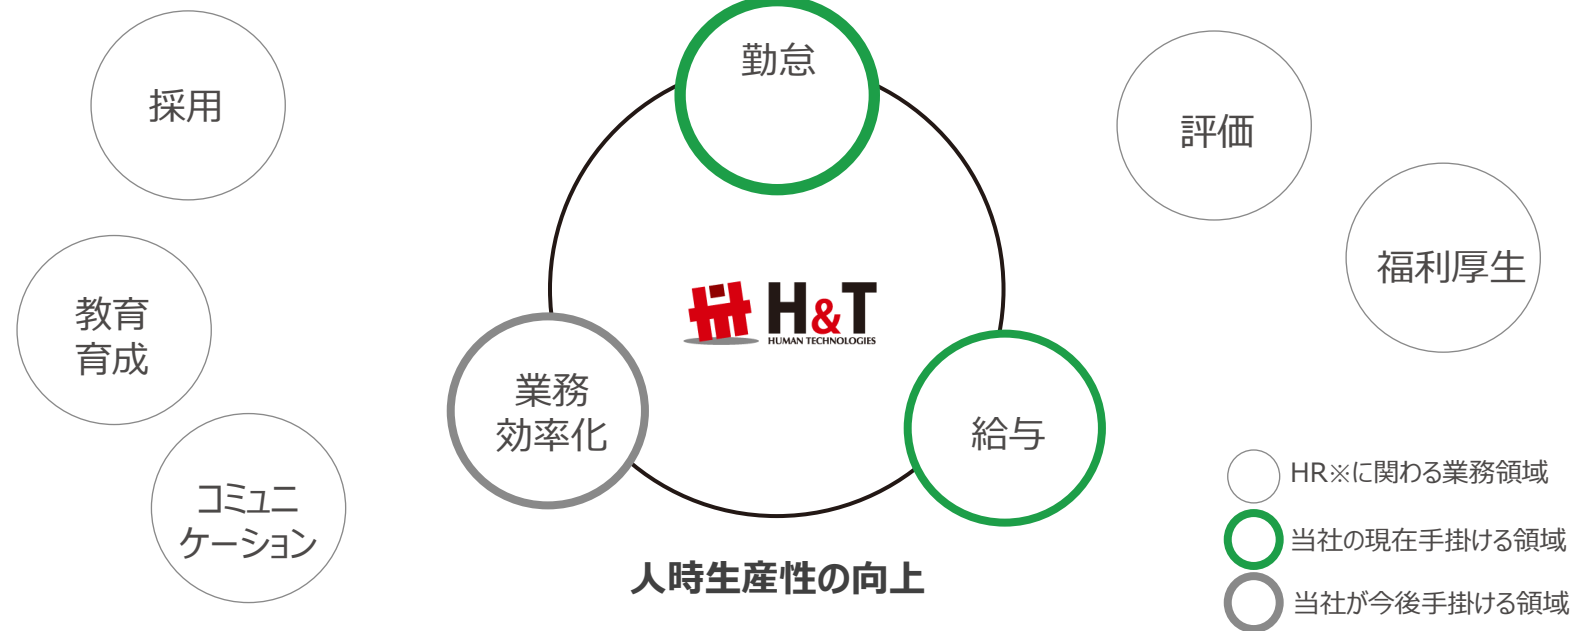 採用
勤怠
評価
福利厚生
教育
育成
H&T
HUMAN TECHNOLOGIES
業務
効率化
給与
コミュニ
ケーション
人時生産性の向上
HR※に関わる業務領域
当社の現在手掛ける領域
当社が今後手掛ける領域